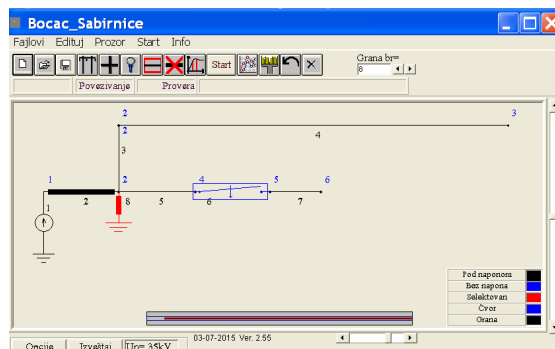 Bocac_Sabirnice
Fajlovi Edituj Prozor Start Info
Start
Grana br=
8
Povezivanje Provera
2 3
2
4
3
1 2 4 5 6
2 8 5 6 7
1
Pod naponom
Bez napona
Selektovan
Čvor
Grana
03-07-2015 Ver. 2.55
Opcije Izveštaj Un= 35kV